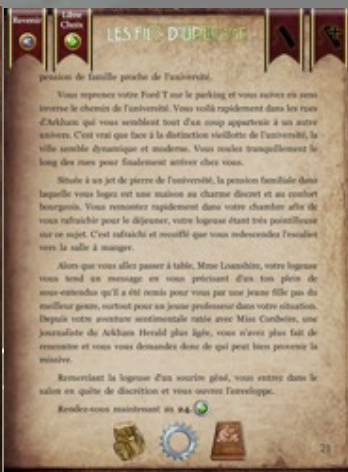 Revenir
Libre
Choix
LES FILS D'UPLTHAR
pension de famille proche de l'université.
Vous reprenez votre Ford T sur le parking et vous suivez en sens
inverse le chemin de l'université. Vous voilà rapidement dans les rues
d'Arkham qui vous semblent tout d'un coup appartenir à un autre
univers. C'est vrai que face à la distinction vieillotte de l'université, la
ville semble dynamique et moderne. Vous roulez tranquillement le
long des rues pour finalement arriver chez vous.
Située à un jet de pierre de l'université, la pension familiale dans
laquelle vous logez est une maison au charme discret et au confort
bourgeois. Vous remontez rapidement dans votre chambre afin de
vous rafraichir pour le déjeuner, votre logeuse étant très pointilleuse
sur ce sujet. C'est rafraichi et recoiffé que vous redescendez l'escalier
vers la salle à manger.
Alors que vous allez passer à table, Mme Loanshire, votre logeuse
vous tend un message en vous précisant d'un ton plein de
sous-entendus qu'il a été remis pour vous par une jeune fille pas du
meilleur genre, surtout pour un jeune professeur dans votre situation.
Depuis votre aventure sentimentale ratée avec Miss Cordwire, une
journaliste du Arkham Herald plus âgée, vous n'avez plus fait de
rencontre et vous vous demandez donc de qui peut bien provenir la
missive.
Remerciant la logeuse d'un sourire gêné, vous entrez dans le
salon en quête de discrétion et vous ouvrez l'enveloppe.
Rendez-vous maintenant au 24.
21